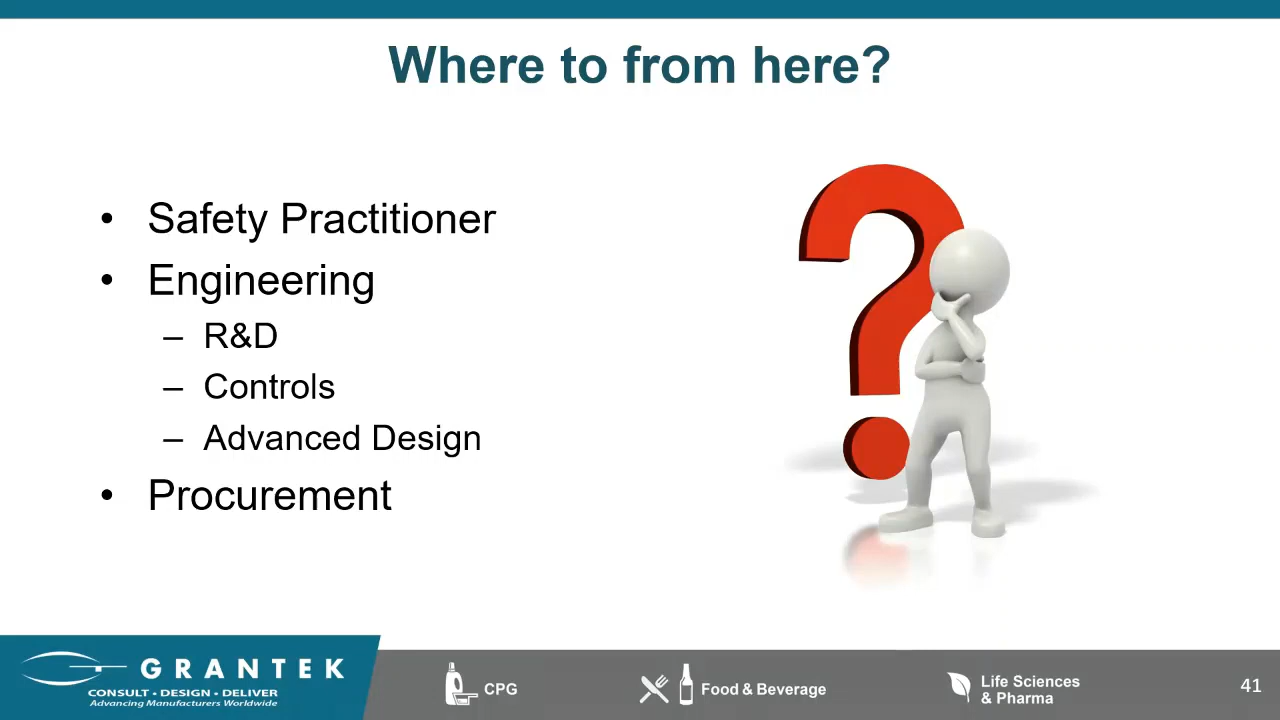 Where to from here?
• Safety Practitioner
• Engineering
– R&D
– Controls
– Advanced Design
• Procurement
GRANTEK
CONSULT • DESIGN • DELIVER
Advancing Manufacturers Worldwide
CPG
Food & Beverage
Life Sciences
& Pharma
41